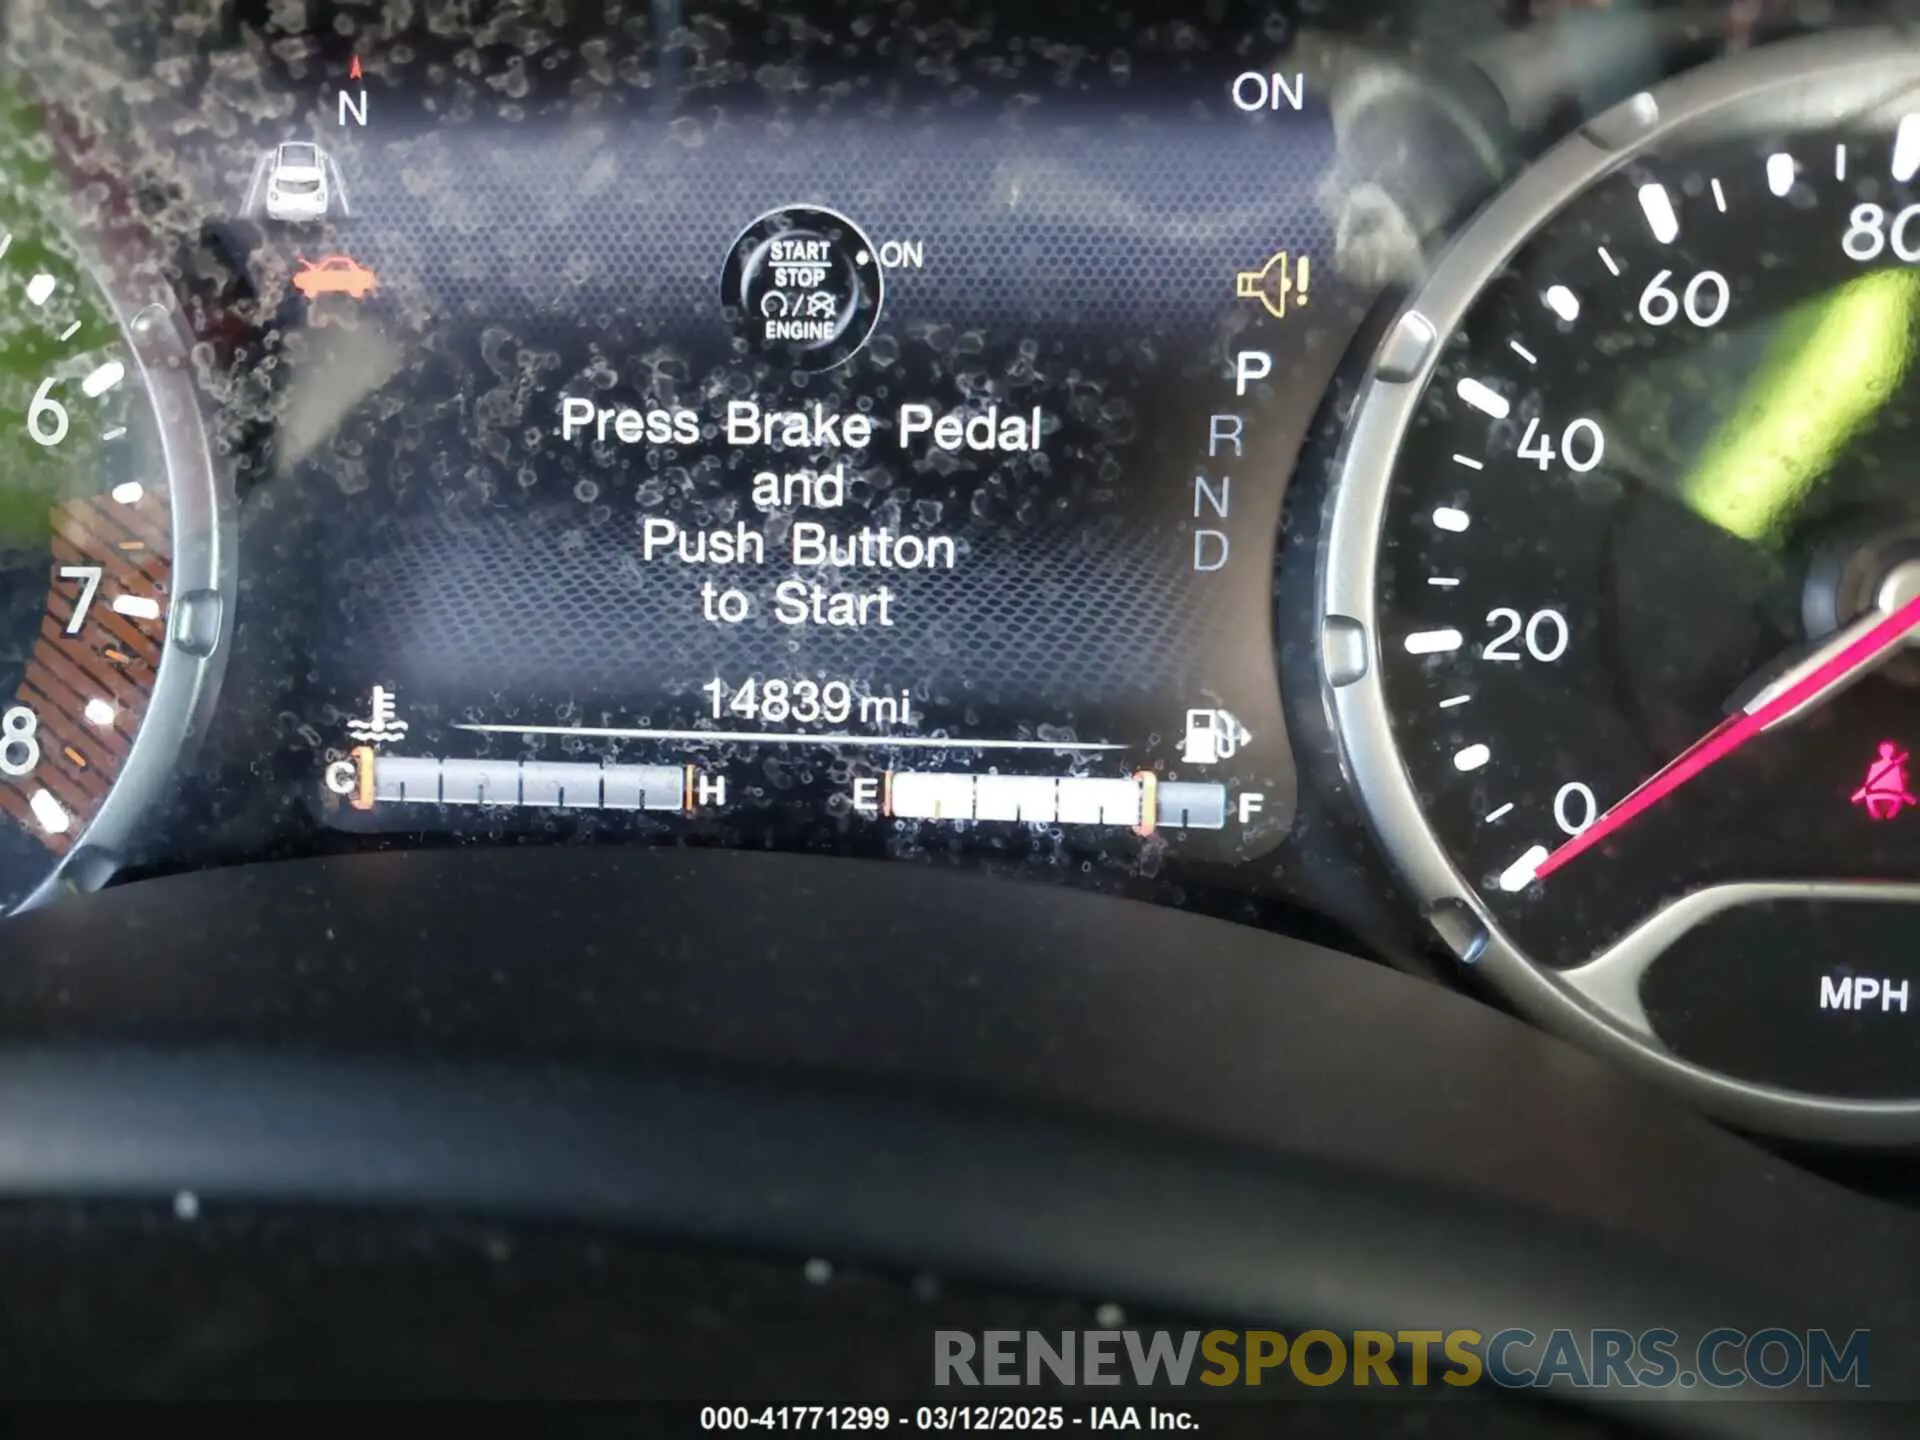 N
ON
START
STOP
ENGINE
ON
Press Brake Pedal
and
Push Button
to Start
14839 mi
C H
E F
P
R
N
D
6
7
8
80
60
40
20
0
MPH
RENEWSPORTSCARS.COM
000-41771299 - 03/12/2025 - IAA Inc.